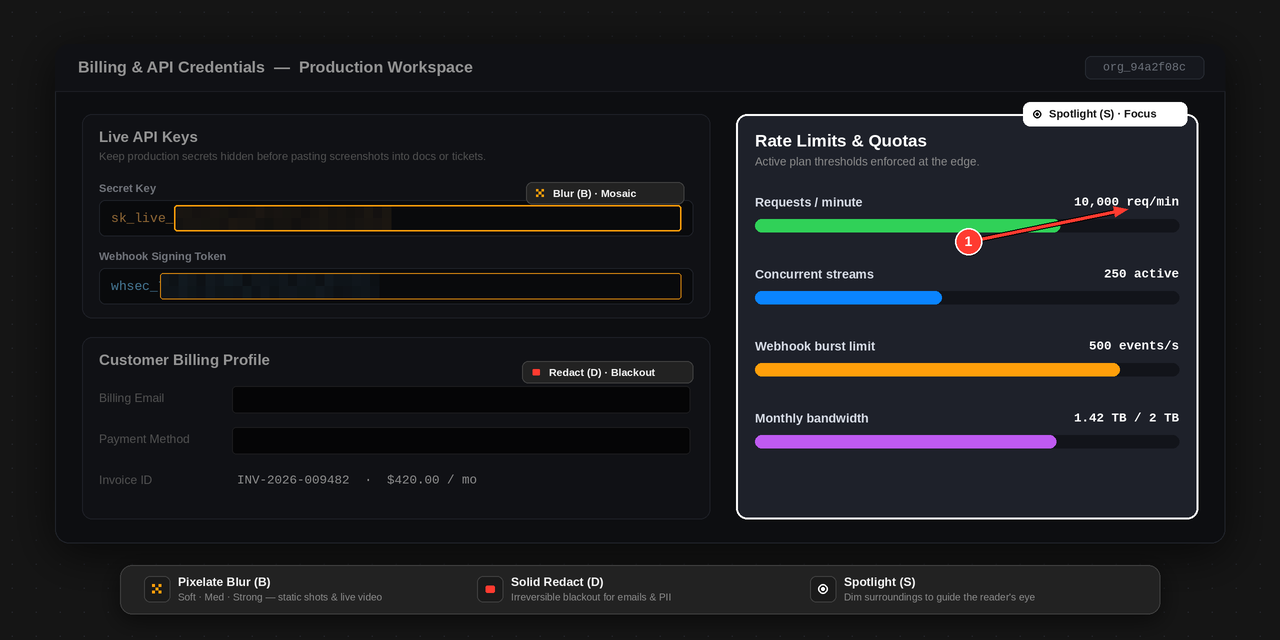 Billing & API Credentials — Production Workspace
org_94a2f08c
Live API Keys
Keep production secrets hidden before pasting screenshots into docs or tickets.
Secret Key
Blur (B) · Mosaic
sk_live_
Webhook Signing Token
whsec_
Customer Billing Profile
Redact (D) · Blackout
Billing Email
Payment Method
Invoice ID
INV-2026-009482 · $420.00 / mo
Spotlight (S) · Focus
Rate Limits & Quotas
Active plan thresholds enforced at the edge.
Requests / minute
10,000 req/min
1
Concurrent streams
250 active
Webhook burst limit
500 events/s
Monthly bandwidth
1.42 TB / 2 TB
Pixelate Blur (B)
Soft · Med · Strong — static shots & live video
Solid Redact (D)
Irreversible blackout for emails & PII
Spotlight (S)
Dim surroundings to guide the reader's eye